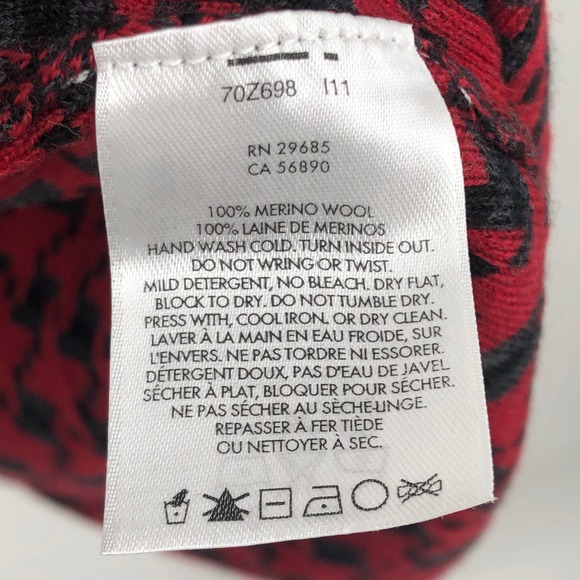 70Z698 I11
RN 29685
CA 56890
100% MERINO WOOL
100% LAINE DE MERINOS
HAND WASH COLD. TURN INSIDE OUT.
DO NOT WRING OR TWIST.
MILD DETERGENT, NO BLEACH. DRY FLAT,
BLOCK TO DRY. DO NOT TUMBLE DRY.
PRESS WITH, COOL IRON. OR DRY CLEAN.
LAVER À LA MAIN EN EAU FROIDE, SUR
L'ENVERS. NE PAS TORDRE NI ESSORER.
DÉTERGENT DOUX, PAS D'EAU DE JAVEL
SÉCHER À PLAT, BLOQUER POUR SÉCHER.
NE PAS SÉCHER AU SÈCHE-LINGE.
REPASSER À FER TIÈDE
OU NETTOYER À SEC.